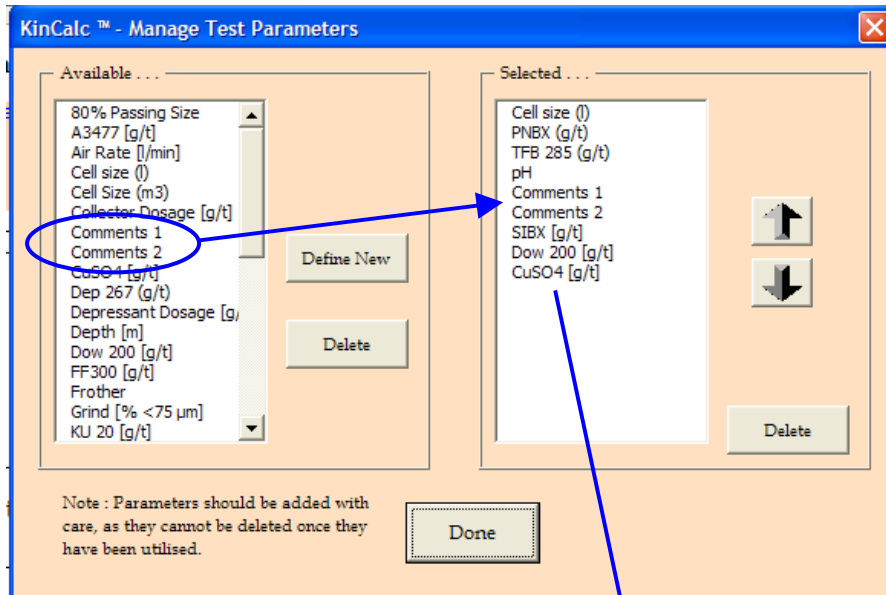 KinCalc ™ - Manage Test Parameters
Available . . .
80% Passing Size
A3477 [g/t]
Air Rate [l/min]
Cell size (l)
Cell Size (m3)
Collector Dosage [g/t]
Comments 1
Comments 2
CuSO4 [g/t]
Dep 267 (g/t)
Depressant Dosage [g/
Depth [m]
Dow 200 [g/t]
FF300 [g/t]
Frother
Grind [% <75 µm]
KU 20 [g/t]
Define New
Delete
Selected . . .
Cell size (l)
PNBX (g/t)
TFB 285 (g/t)
pH
Comments 1
Comments 2
SIBX [g/t]
Dow 200 [g/t]
CuSO4 [g/t]
Delete
Note : Parameters should be added with
care, as they cannot be deleted once they
have been utilised.
Done